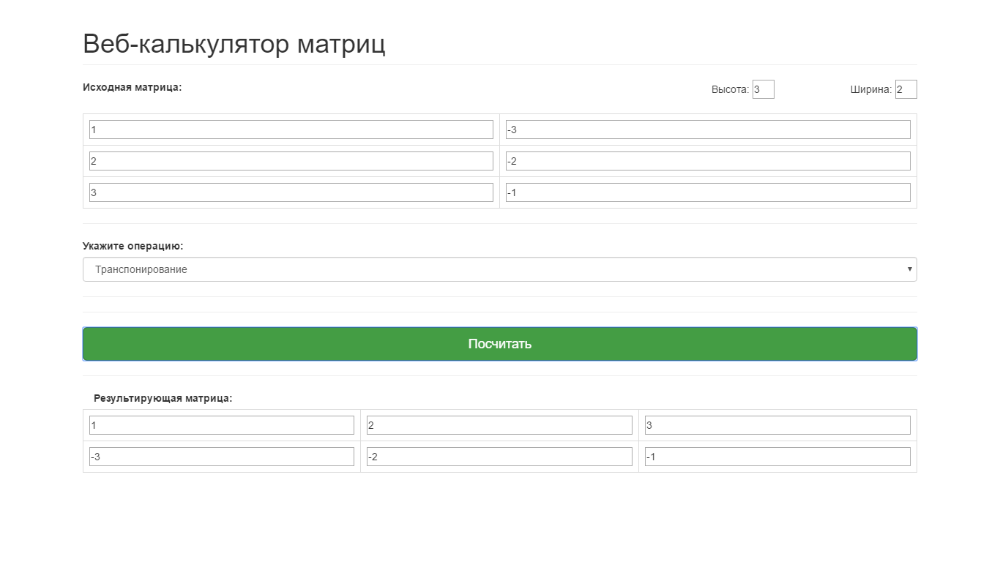 Веб-калькулятор матриц
Исходная матрица: Высота: 3 Ширина: 2
1 -3
2 -2
3 -1
Укажите операцию:
Транспонирование
Посчитать
Результирующая матрица:
1 2 3
-3 -2 -1